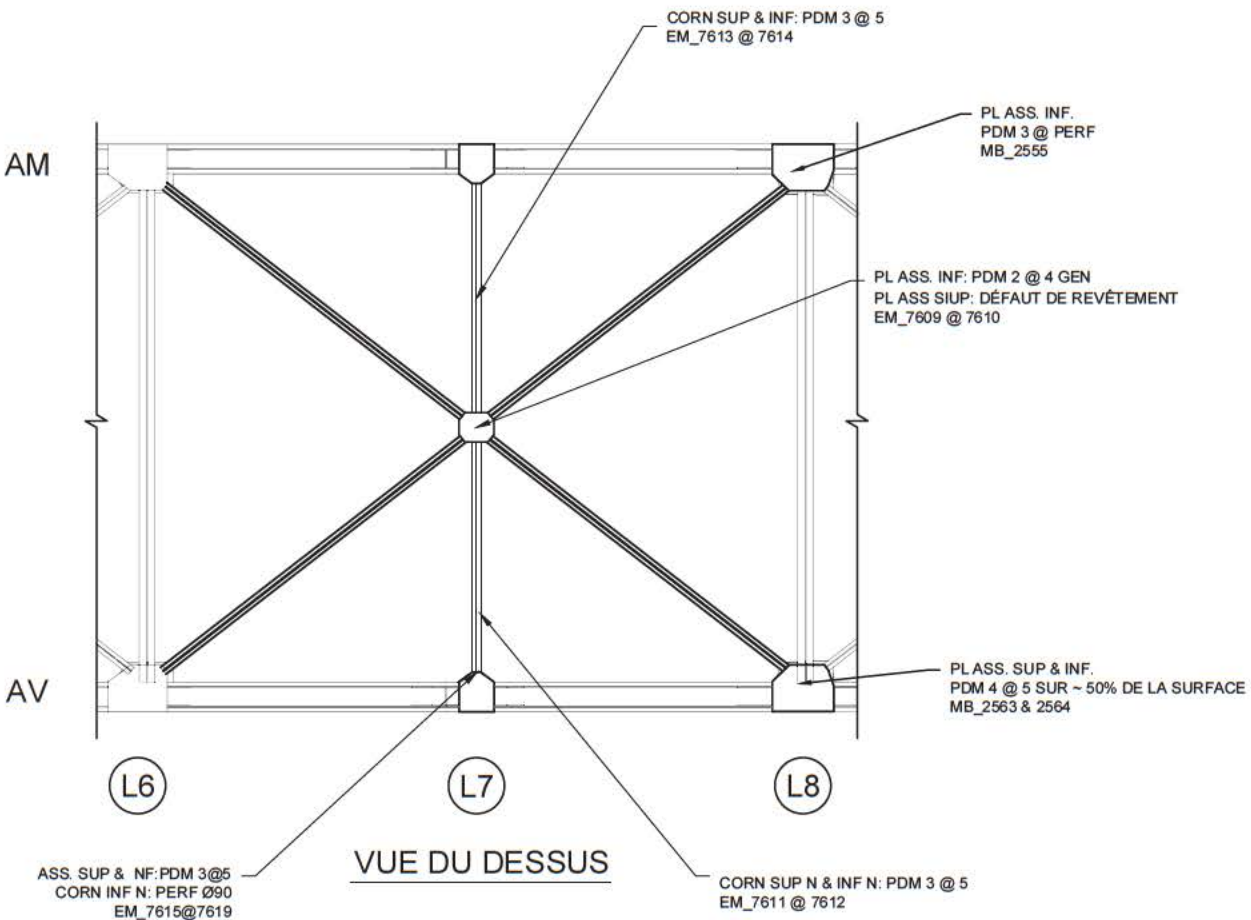 CORN SUP & INF: PDM 3 @ 5
EM_7613 @ 7614
PL ASS. INF.
PDM 3 @ PERF
MB_2555
AM
PL ASS. INF: PDM 2 @ 4 GEN
PL ASS SIUP: DÉFAUT DE REVÊTEMENT
EM_7609 @ 7610
PL ASS. SUP & INF.
PDM 4 @ 5 SUR ~ 50% DE LA SURFACE
MB_2563 & 2564
AV
L6
L7
L8
VUE DU DESSUS
ASS. SUP & NF: PDM 3@5
CORN INF N: PERF Ø90
EM_7615@7619
CORN SUP N & INF N: PDM 3 @ 5
EM_7611 @ 7612